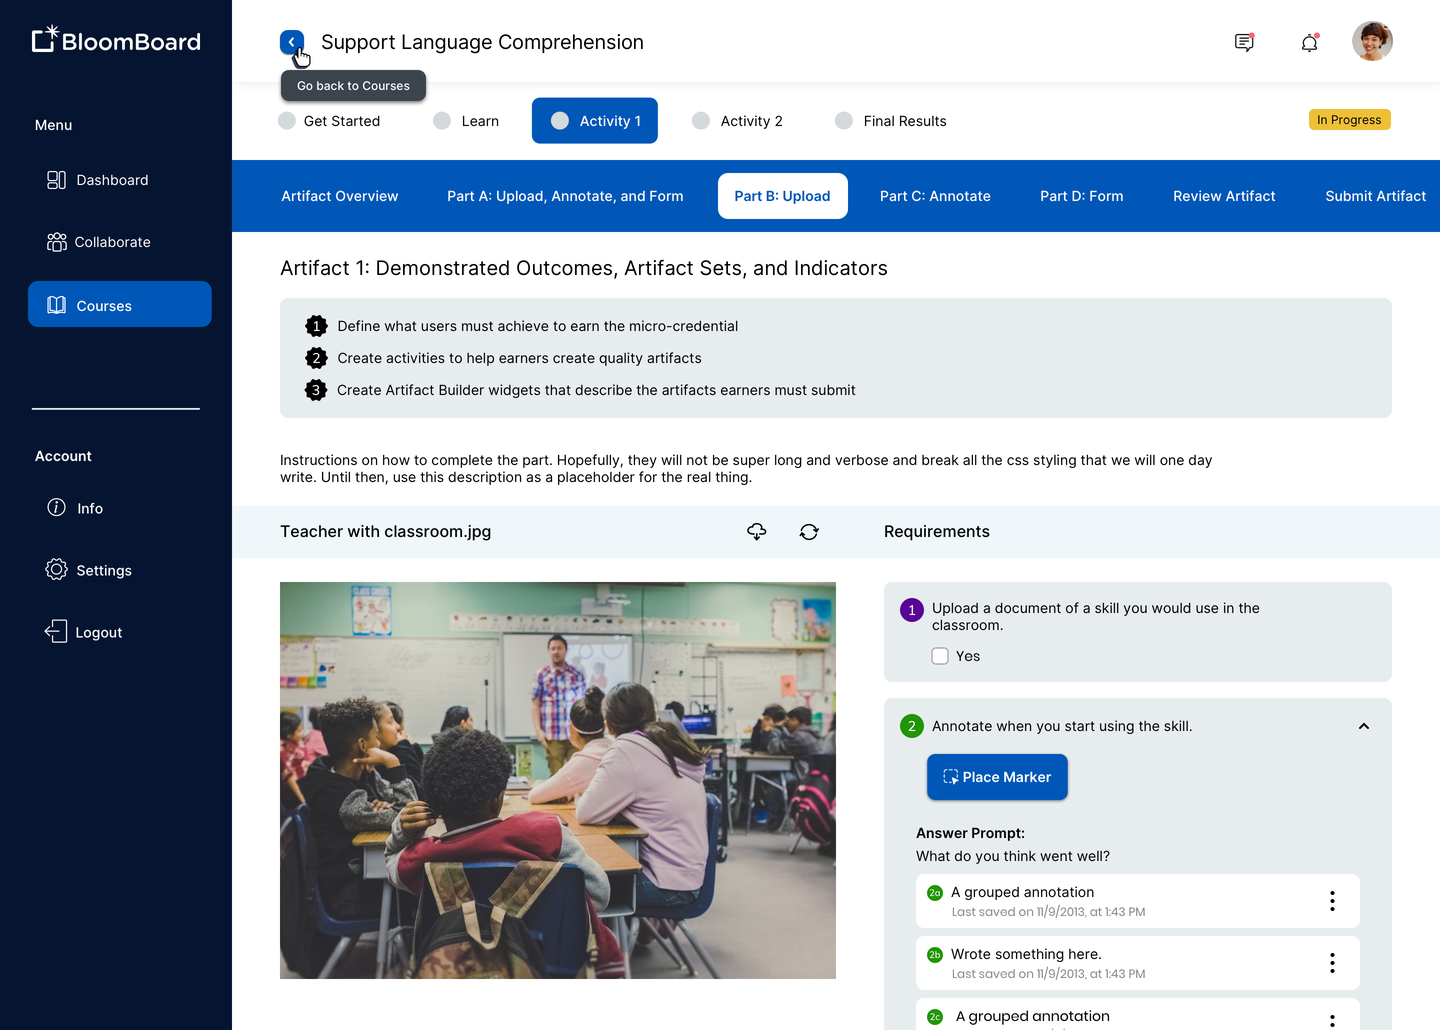 BloomBoard
Support Language Comprehension
Go back to Courses
Menu
Dashboard
Collaborate
Courses
Account
Info
Settings
Logout
Get Started
Learn
Activity 1
Activity 2
Final Results
In Progress
Artifact Overview
Part A: Upload, Annotate, and Form
Part B: Upload
Part C: Annotate
Part D: Form
Review Artifact
Submit Artifact
Artifact 1: Demonstrated Outcomes, Artifact Sets, and Indicators
1 Define what users must achieve to earn the micro-credential
2 Create activities to help earners create quality artifacts
3 Create Artifact Builder widgets that describe the artifacts earners must submit
Instructions on how to complete the part. Hopefully, they will not be super long and verbose and break all the css styling that we will one day
write. Until then, use this description as a placeholder for the real thing.
Teacher with classroom.jpg
Requirements
1 Upload a document of a skill you would use in the
classroom.
Yes
2 Annotate when you start using the skill.
Place Marker
Answer Prompt:
What do you think went well?
2a A grouped annotation
Last saved on 11/9/2013, at 1:43 PM
2b Wrote something here.
Last saved on 11/9/2013, at 1:43 PM
2c A grouped annotation